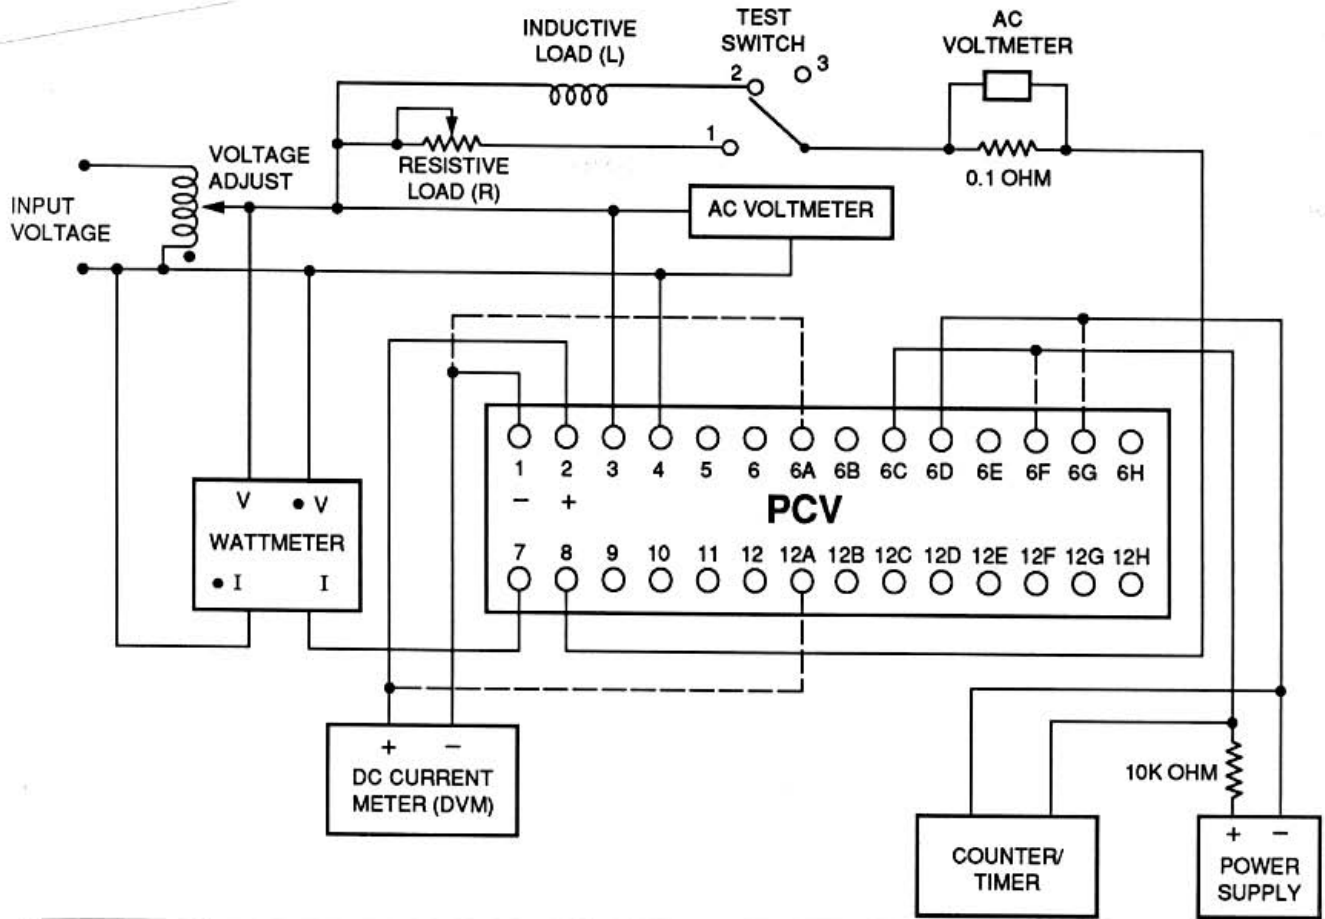 INDUCTIVE
LOAD (L)
TEST
SWITCH
2
3
1
AC
VOLTMETER
0.1 OHM
VOLTAGE
ADJUST
RESISTIVE
LOAD (R)
INPUT
VOLTAGE
AC VOLTMETER
1 2 3 4 5 6 6A 6B 6C 6D 6E 6F 6G 6H
– +
PCV
7 8 9 10 11 12 12A 12B 12C 12D 12E 12F 12G 12H
V V
WATTMETER
I I
+ –
DC CURRENT
METER (DVM)
10K OHM
COUNTER/
TIMER
+ –
POWER
SUPPLY